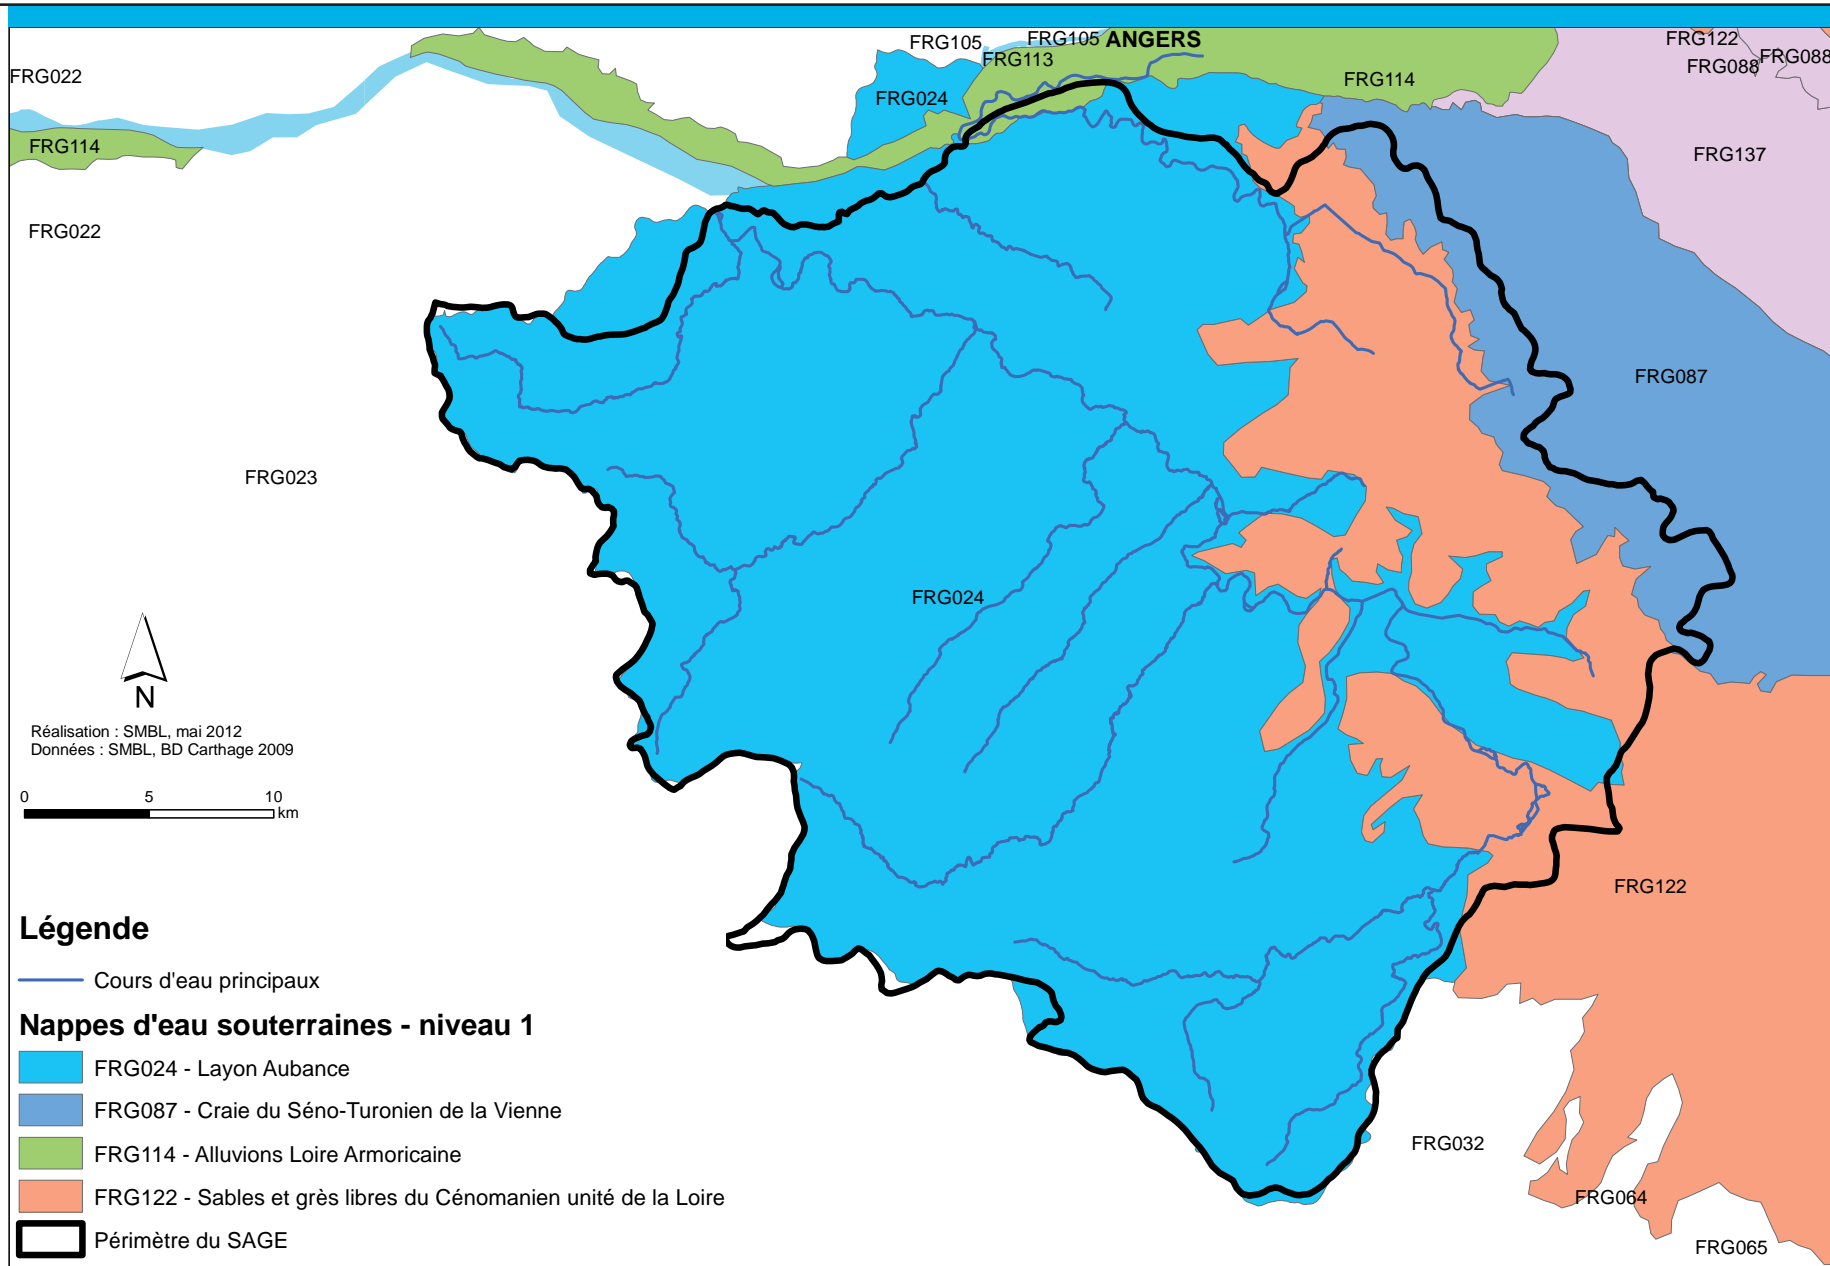 FRG105
FRG105
ANGERS
FRG122
FRG022
FRG113
FRG088
FRG088
FRG024
FRG114
FRG114
FRG137
FRG022
FRG087
FRG023
FRG024
N
Réalisation : SMBL, mai 2012
Données : SMBL, BD Carthage 2009
0 5 10
km
FRG122
Légende
Cours d'eau principaux
Nappes d'eau souterraines - niveau 1
FRG024 - Layon Aubance
FRG087 - Craie du Séno-Turonien de la Vienne
FRG114 - Alluvions Loire Armoricaine
FRG122 - Sables et grès libres du Cénomanien unité de la Loire
Périmètre du SAGE
FRG032
FRG064
FRG065